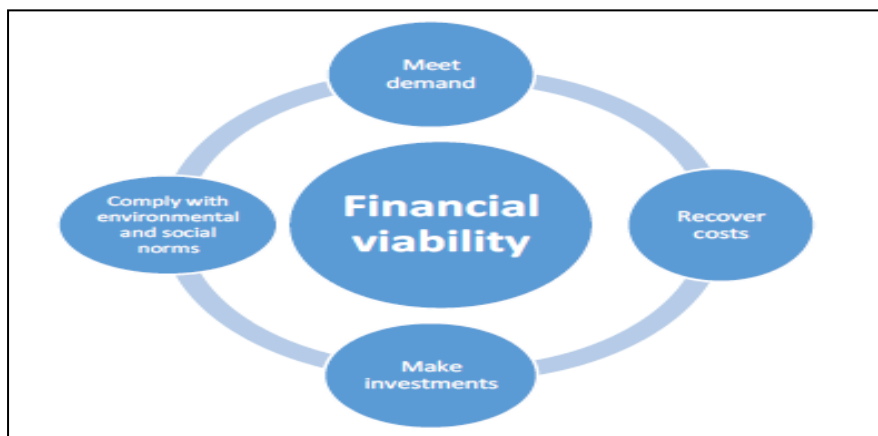 Meet
demand
Comply with
environmental
and social
norms
Financial
viability
Recover
costs
Make
investments